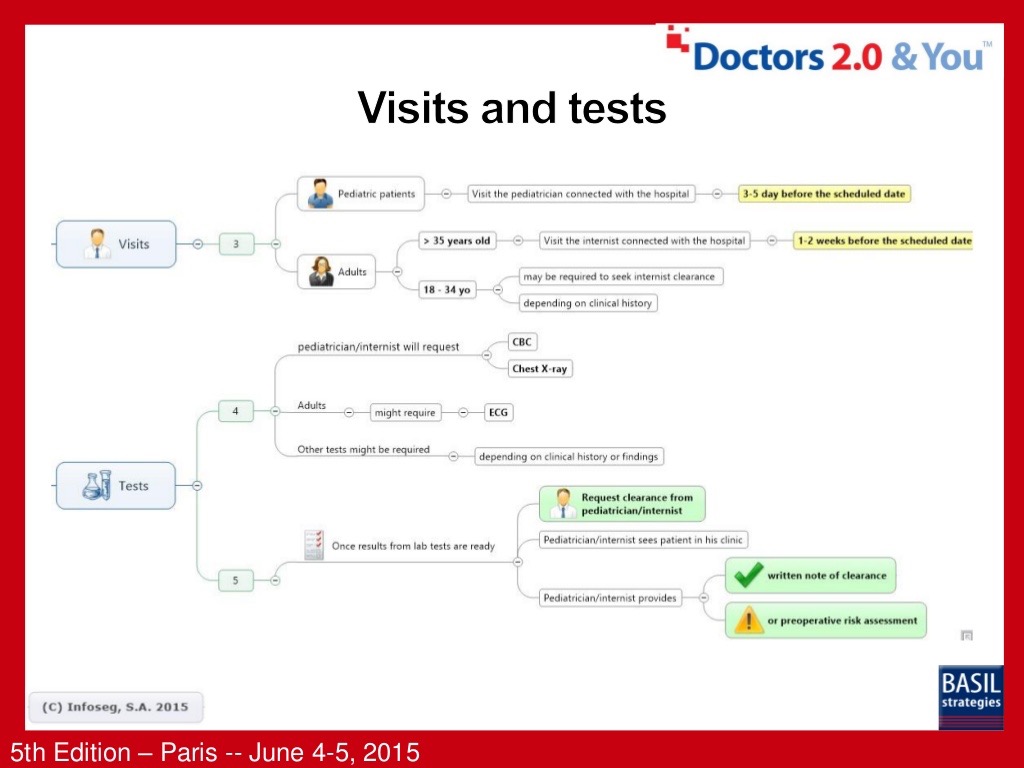 Doctors 2.0 & You™
Visits and tests
Visits
3
Pediatric patients
Visit the pediatrician connected with the hospital
3-5 day before the scheduled date
Adults
> 35 years old
Visit the internist connected with the hospital
1-2 weeks before the scheduled date
18 - 34 yo
may be required to seek internist clearance
depending on clinical history
Tests
4
pediatrician/internist will request
CBC
Chest X-ray
Adults
might require
ECG
Other tests might be required
depending on clinical history or findings
5
Once results from lab tests are ready
Request clearance from
pediatrician/internist
Pediatrician/internist sees patient in his clinic
Pediatrician/internist provides
written note of clearance
or preoperative risk assessment
(C) Infoseg, S.A. 2015
BASIL
strategies
5th Edition – Paris -- June 4-5, 2015